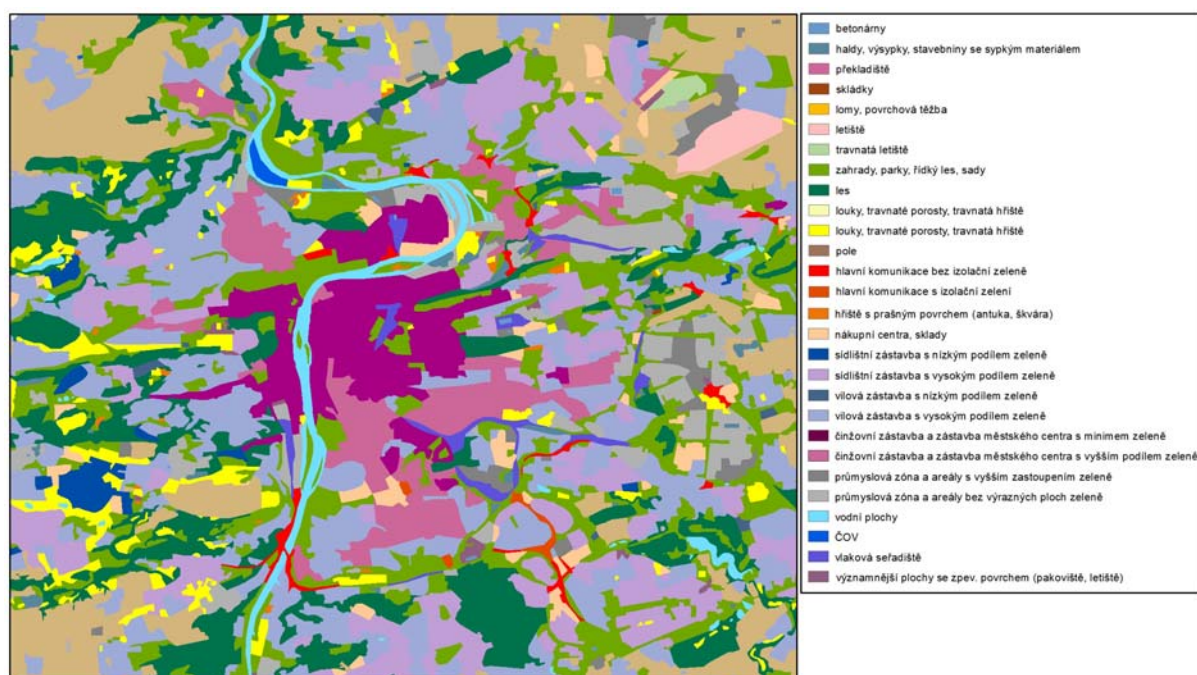 betonárny
haldy, výsypky, stavebniny se sypkým materiálem
překladiště
skládky
lomy, povrchová těžba
letiště
travnatá letiště
zahrady, parky, řídký les, sady
les
louky, travnaté porosty, travnatá hřiště
louky, travnaté porosty, travnatá hřiště
pole
hlavní komunikace bez izolační zeleně
hlavní komunikace s izolační zelení
hřiště s prašným povrchem (antuka, škvára)
nákupní centra, sklady
sídlištní zástavba s nízkým podílem zeleně
sídlištní zástavba s vysokým podílem zeleně
vilová zástavba s nízkým podílem zeleně
vilová zástavba s vysokým podílem zeleně
činžovní zástavba a zástavba městského centra s minimem zeleně
činžovní zástavba a zástavba městského centra s vyšším podílem zeleně
průmyslová zóna a areály s vyšším zastoupením zeleně
průmyslová zóna a areály bez výrazných ploch zeleně
vodní plochy
ČOV
vlaková seřadiště
významnější plochy se zpev. povrchem (pakoviště, letiště)